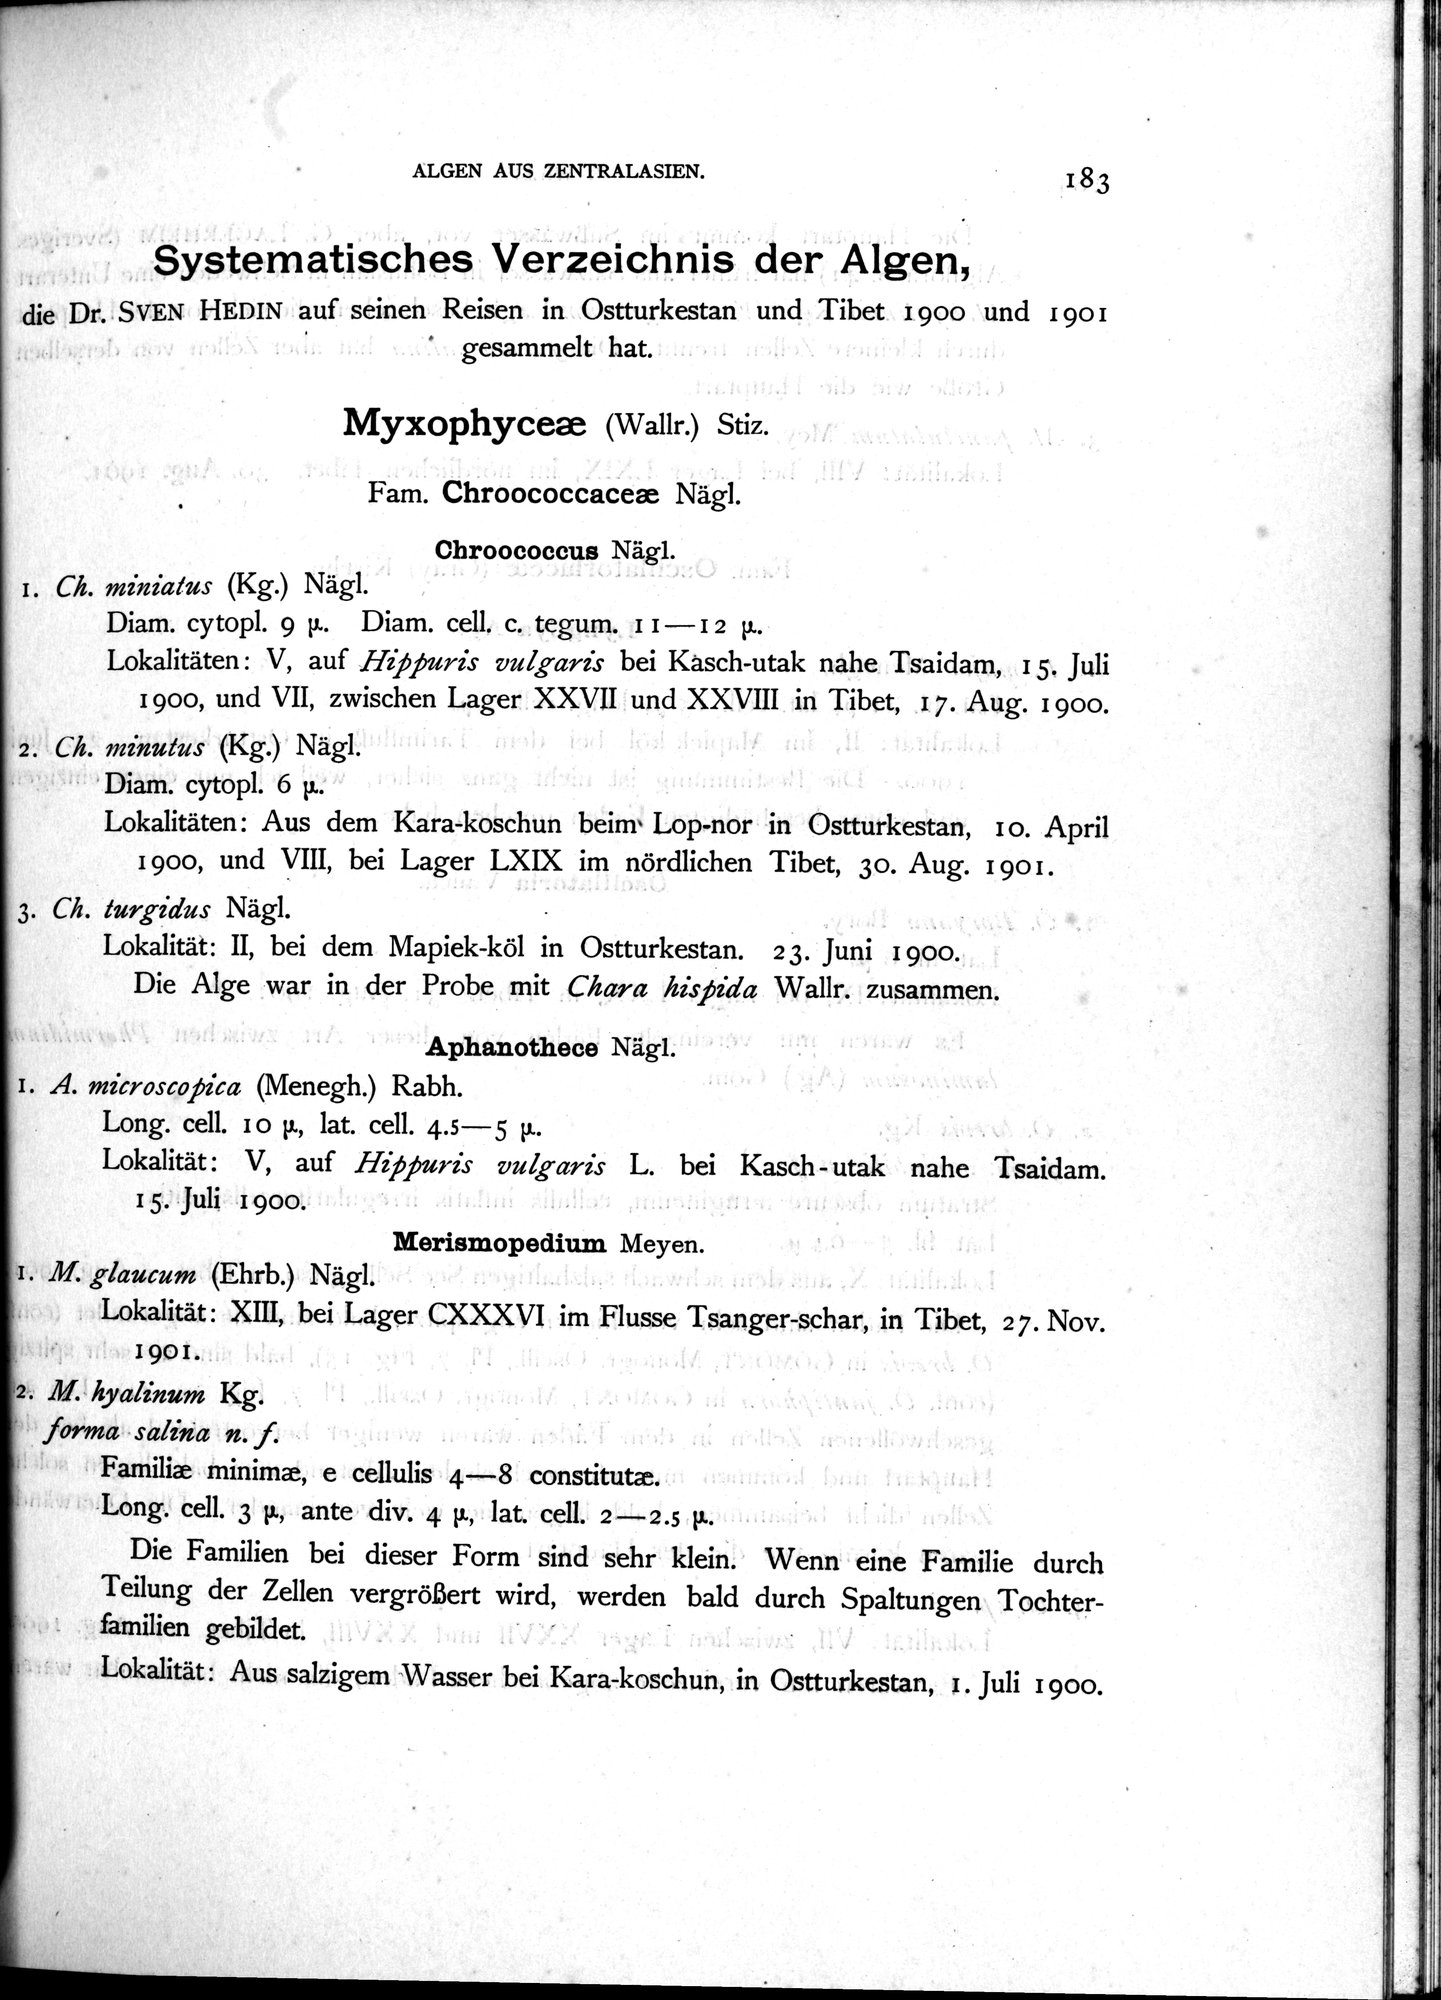 ALGEN AUS ZENTRALASIEN.
183
Systematisches Verzeichnis der Algen,
die Dr. SVEN HEDIN auf seinen Reisen in Ostturkestan und Tibet 1900 und 1901
gesammelt hat.
Myxophyceæ (Wallr.) Stiz.
Fam. Chroococcaceæ Nägl.
Chroococcus Nägl.
1. Ch. miniatus (Kg.) Nägl.
Diam. cytopl. 9 µ. Diam. cell. c. tegum. 11—12 µ.
Lokalitäten: V, auf Hippuris vulgaris bei Kasch-utak nahe Tsaidam, 15. Juli
1900, und VII, zwischen Lager XXVII und XXVIII in Tibet, 17. Aug. 1900.
2. Ch. minutus (Kg.) Nägl.
Diam. cytopl. 6 µ.
Lokalitäten: Aus dem Kara-koschun beim Lop-nor in Ostturkestan, 10. April
1900, und VIII, bei Lager LXIX im nördlichen Tibet, 30. Aug. 1901.
3. Ch. turgidus Nägl.
Lokalität: II, bei dem Mapiek-köl in Ostturkestan. 23. Juni 1900.
Die Alge war in der Probe mit Chara hispida Wallr. zusammen.
Aphanothece Nägl.
1. A. microscopica (Menegh.) Rabh.
Long. cell. 10 µ, lat. cell. 4.5—5 µ.
Lokalität: V, auf Hippuris vulgaris L. bei Kasch-utak nahe Tsaidam.
15. Juli 1900.
Merismopedium Meyen.
1. M. glaucum (Ehrb.) Nägl.
Lokalität: XIII, bei Lager CXXXVI im Flusse Tsanger-schar, in Tibet, 27. Nov.
1901.
2. M. hyalinum Kg.
forma salina n. f.
Familiæ minimæ, e cellulis 4—8 constitutæ.
Long. cell. 3 µ, ante div. 4 µ, lat. cell. 2—2.5 µ.
Die Familien bei dieser Form sind sehr klein. Wenn eine Familie durch
Teilung der Zellen vergrößert wird, werden bald durch Spaltungen Tochter-
familien gebildet.
Lokalität: Aus salzigem Wasser bei Kara-koschun, in Ostturkestan, 1. Juli 1900.